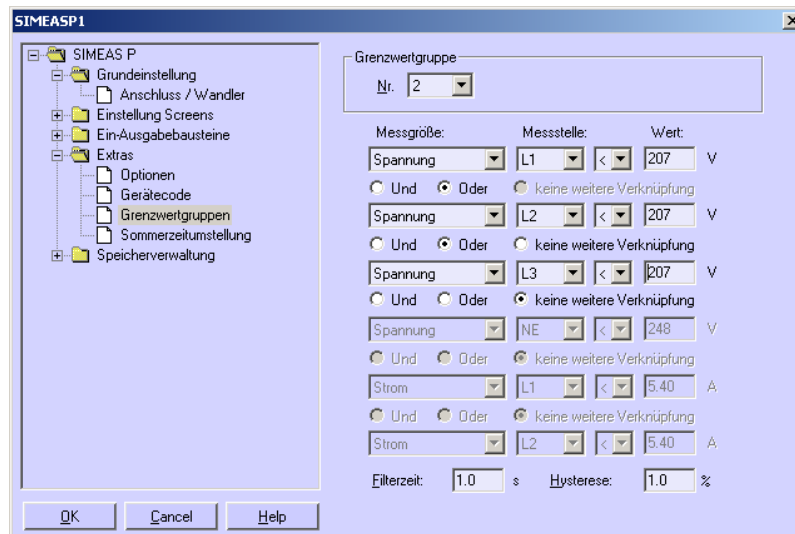 SIMEASP1
SIMEAS P
Grundeinstellung
Anschluss / Wandler
Einstellung Screens
Ein-Ausgabebausteine
Extras
Optionen
Gerätecode
Grenzwertgruppen
Sommerzeitumstellung
Speicherverwaltung
OK Cancel Help
Grenzwertgruppe
Nr. 2
Messgröße: Messstelle: Wert:
Spannung L1 < 207 V
Und Oder keine weitere Verknüpfung
Spannung L2 < 207 V
Und Oder keine weitere Verknüpfung
Spannung L3 < 207 V
Und Oder keine weitere Verknüpfung
Spannung NE < 248 V
Und Oder keine weitere Verknüpfung
Strom L1 < 5.40 A
Und Oder keine weitere Verknüpfung
Strom L2 < 5.40 A
Filterzeit: 1.0 s Hysterese: 1.0 %